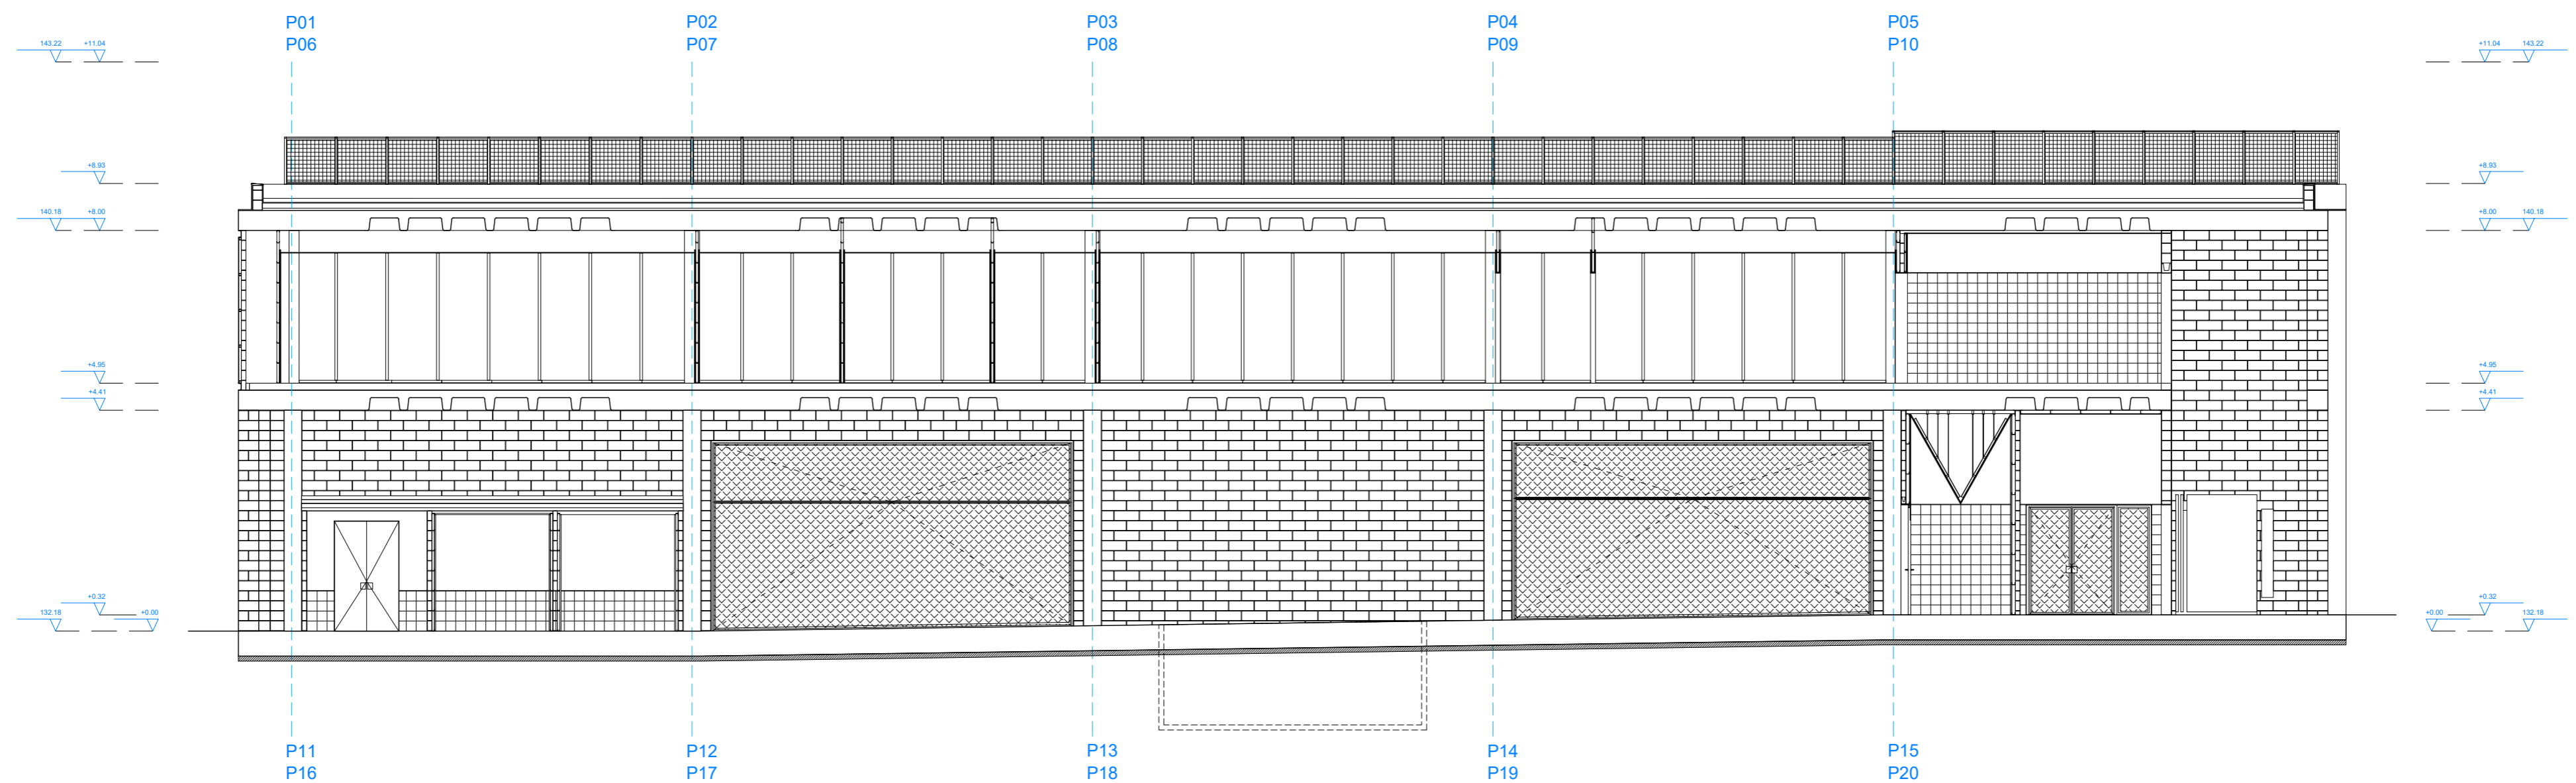 P01 P02 P03 P04 P05
P06 P07 P08 P09 P10
143.22 +11.04 +11.04 143.22
+8.93 +8.93
140.18 +8.00 +8.00 140.18
+4.95 +4.95
+4.41 +4.41
+0.32 +0.32
132.18 +0.00 +0.00 132.18
P11 P12 P13 P14 P15
P16 P17 P18 P19 P20